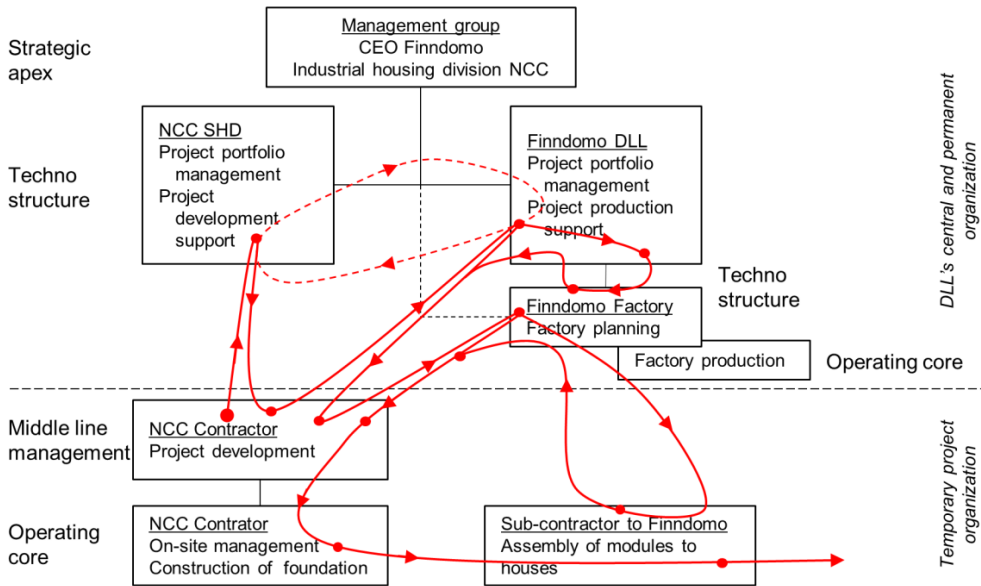 Strategic
apex
Management group
CEO Finndomo
Industrial housing division NCC
DLL's central and permanent
organization
Techno
structure
NCC SHD
Project portfolio
management
Project
development
support
Finndomo DLL
Project portfolio
management
Project production
support
Techno
structure
Finndomo Factory
Factory planning
Factory production
Operating core
Middle line
management
NCC Contractor
Project development
Temporary project
organization
Operating
core
NCC Contrator
On-site management
Construction of foundation
Sub-contractor to Finndomo
Assembly of modules to
houses